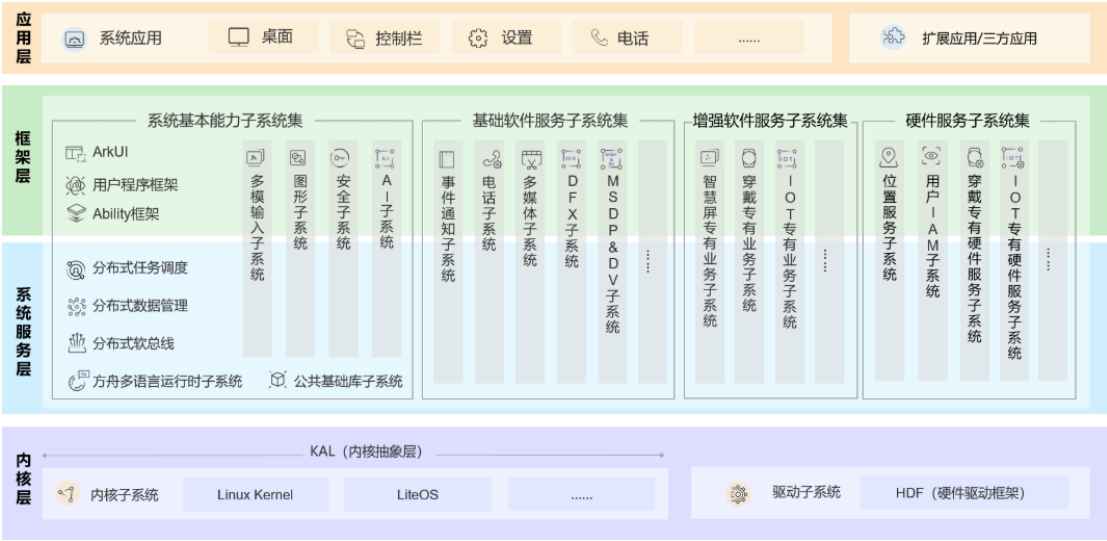 应用层
系统应用
桌面
控制栏
设置
电话
......
扩展应用/三方应用
框架层
系统基本能力子系统集
ArkUI
用户程序框架
Ability框架
多模输入子系统
图形子系统
安全子系统
AI子系统
基础软件服务子系统集
事件通知子系统
电话子系统
多媒体子系统
DFX子系统
MSDP&DV子系统
......
增强软件服务子系统集
智慧屏专有业务子系统
穿戴专有业务子系统
IOT专有业务子系统
......
硬件服务子系统集
位置服务子系统
用户IAM子系统
穿戴专有硬件服务子系统
IOT专有硬件服务子系统
......
系统服务层
分布式任务调度
分布式数据管理
分布式软总线
方舟多语言运行时子系统
公共基础库子系统
内核层
KAL（内核抽象层）
内核子系统
Linux Kernel
LiteOS
......
驱动子系统
HDF（硬件驱动框架）